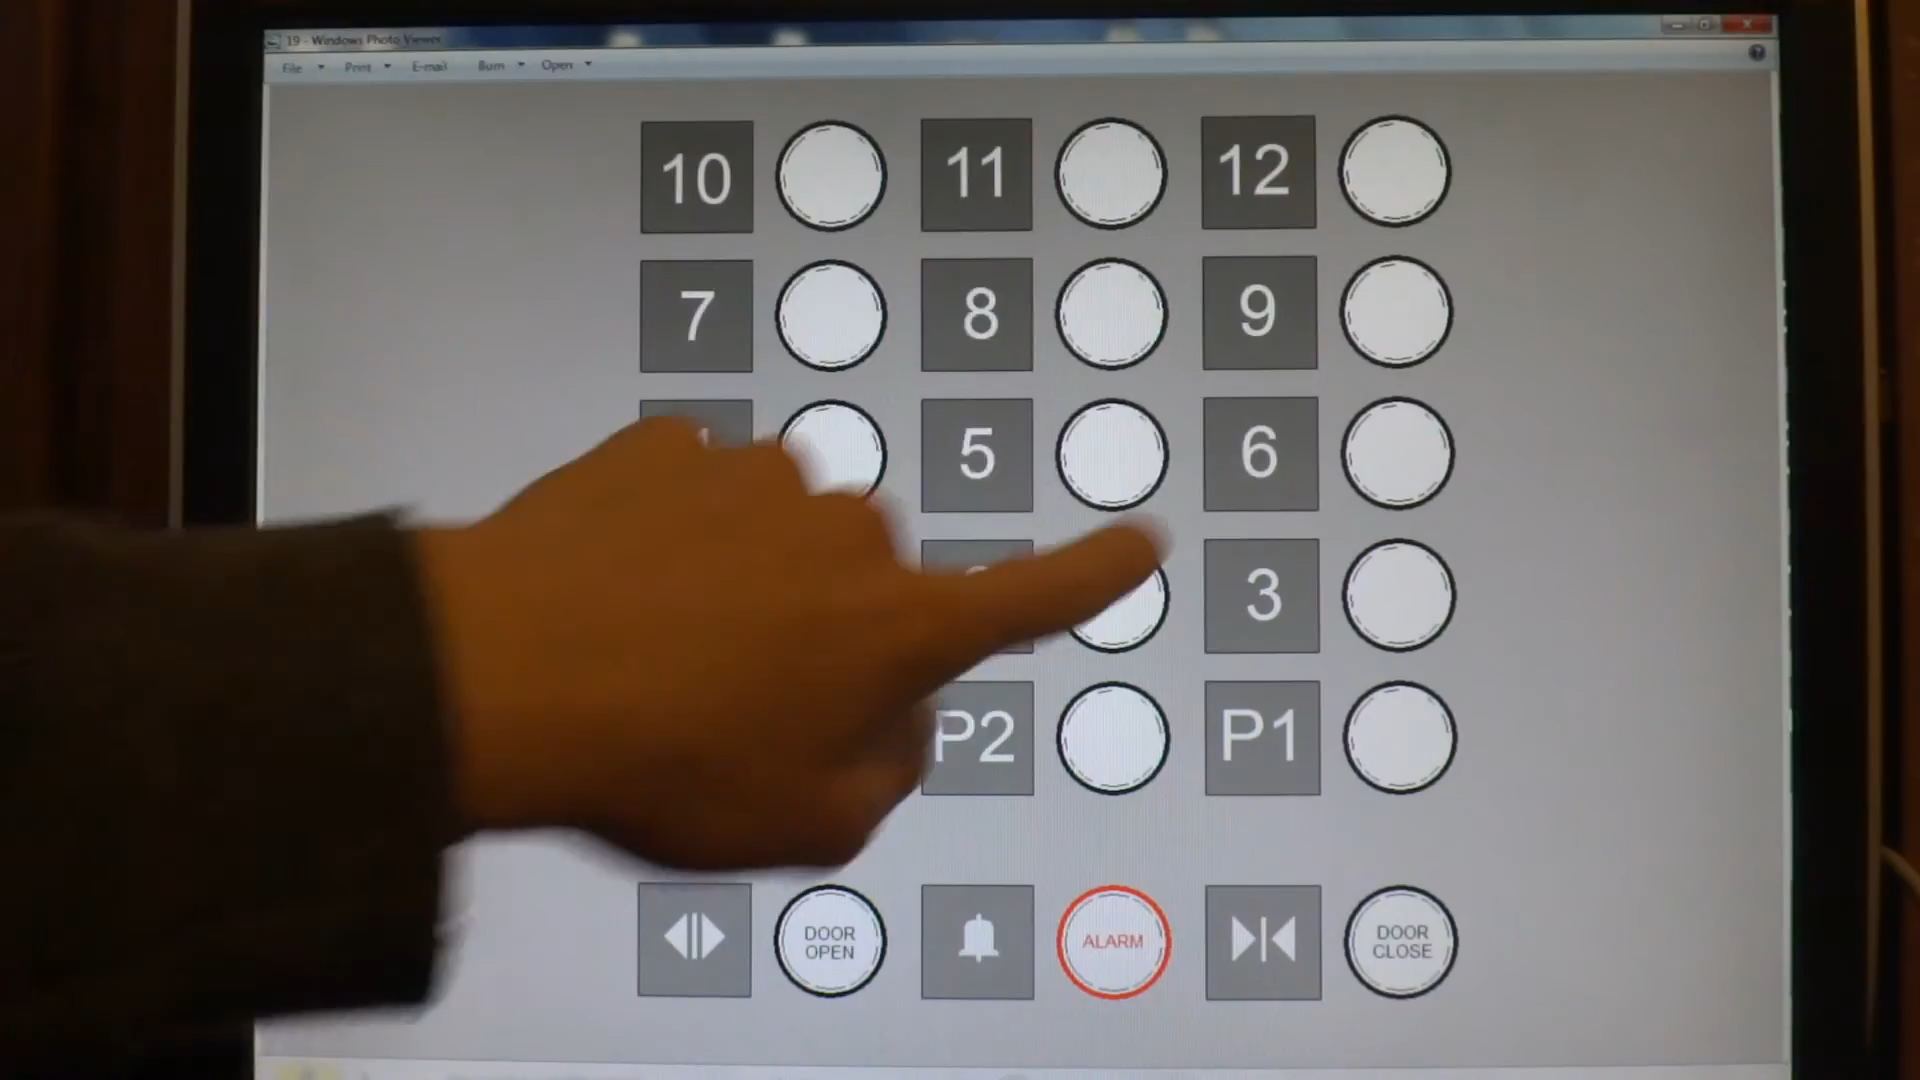 19 - Windows Photo Viewer
File Print E-mail Burn Open
10 11 12
7 8 9
5 6
3
P2 P1
DOOR OPEN ALARM DOOR CLOSE